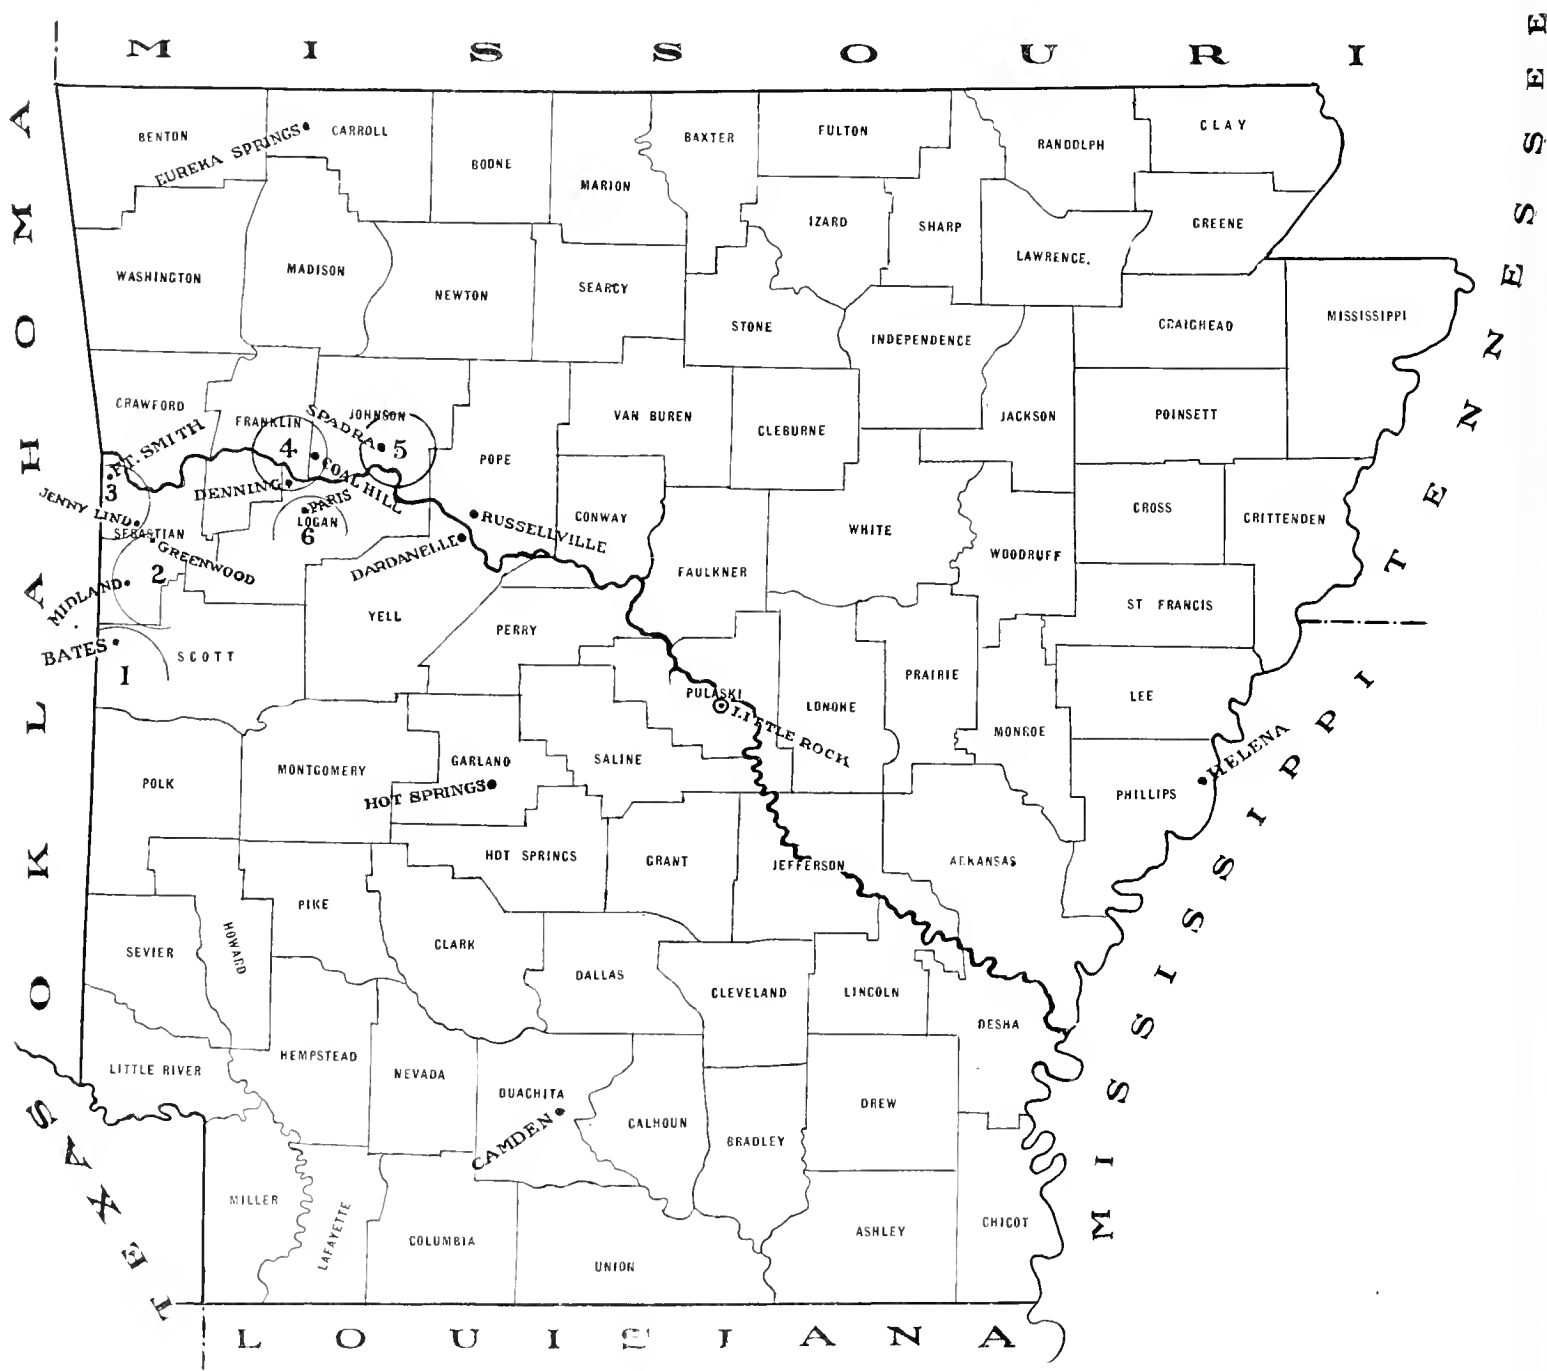 MISSOURI
OKLAHOMA
TENNESSEE
MISSISSIPPI
TEXAS
LOUISIANA
BENTON
EUREKA SPRINGS
CARROLL
BOONE
MARION
BAXTER
FULTON
RANDOLPH
CLAY
IZARD
SHARP
LAWRENCE.
GREENE
WASHINGTON
MADISON
NEWTON
SEARCY
STONE
INDEPENDENCE
CRAIGHEAD
MISSISSIPPI
CRAWFORD
FRANKLIN
JOHNSON
SPADRA
FT. SMITH
4
5
COAL HILL
POPE
VAN BUREN
CLEBURNE
JACKSON
POINSETT
3
DENNING
PARIS
LOGAN
6
JENNY LIND
SEBASTIAN
GREENWOOD
2
MIDLAND
RUSSELLVILLE
DARDANELLE
CONWAY
WHITE
CROSS
CRITTENDEN
WOODRUFF
FAULKNER
ST FRANCIS
BATES
1
SCOTT
YELL
PERRY
PULASKI
LITTLE ROCK
LONOKE
PRAIRIE
LEE
MONROE
POLK
MONTGOMERY
GARLAND
HOT SPRINGS
SALINE
PHILLIPS
HELENA
HOT SPRINGS
GRANT
JEFFERSON
ARKANSAS
PIKE
HOWARD
SEVIER
CLARK
DALLAS
CLEVELAND
LINCOLN
DESHA
LITTLE RIVER
HEMPSTEAD
NEVADA
OUACHITA
CAMDEN
CALHOUN
BRADLEY
DREW
MILLER
LAFAYETTE
COLUMBIA
UNION
ASHLEY
CHICOT